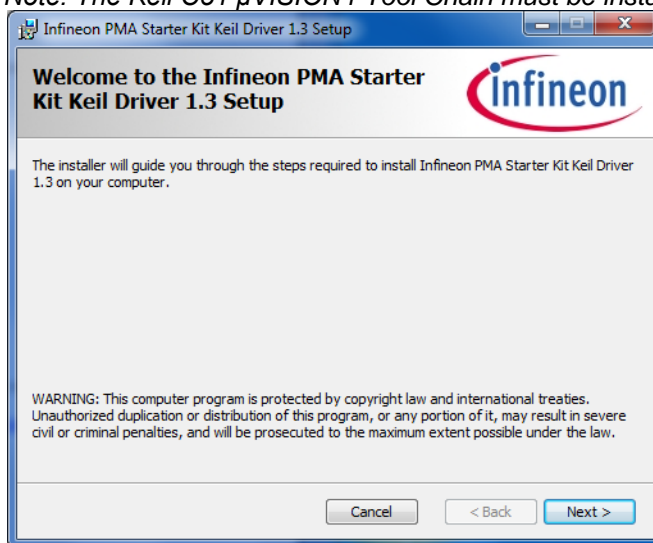 Note: The Keil
Infineon PMA Starter Kit Keil Driver 1.3 Setup
Welcome to the Infineon PMA Starter
Kit Keil Driver 1.3 Setup
infineon
The installer will guide you through the steps required to install Infineon PMA Starter Kit Keil Driver
1.3 on your computer.
WARNING: This computer program is protected by copyright law and international treaties.
Unauthorized duplication or distribution of this program, or any portion of it, may result in severe
civil or criminal penalties, and will be prosecuted to the maximum extent possible under the law.
Cancel
< Back
Next >